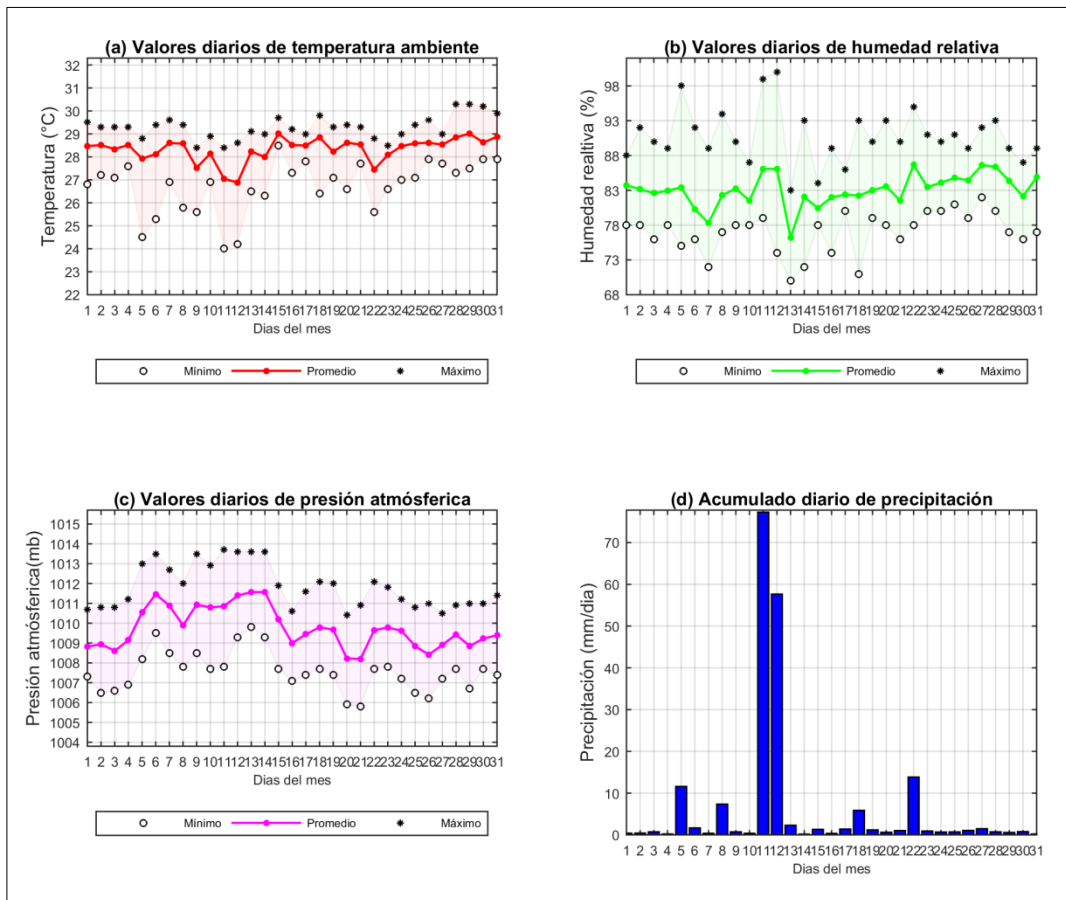 (a) Valores diarios de temperatura ambiente
Temperatura (°C)
32
31
30
29
28
27
26
25
24
23
22
1 2 3 4 5 6 7 8 9 10 11 12 13 14 15 16 17 18 19 20 21 22 23 24 25 26 27 28 29 30 31
Dias del mes
Mínimo Promedio Máximo
(b) Valores diarios de humedad relativa
Humedad realtiva (%)
98
93
88
83
78
73
68
1 2 3 4 5 6 7 8 9 10 11 12 13 14 15 16 17 18 19 20 21 22 23 24 25 26 27 28 29 30 31
Dias del mes
Mínimo Promedio Máximo
(c) Valores diarios de presión atmósferica
Presión atmósferica(mb)
1015
1014
1013
1012
1011
1010
1009
1008
1007
1006
1005
1004
1 2 3 4 5 6 7 8 9 10 11 12 13 14 15 16 17 18 19 20 21 22 23 24 25 26 27 28 29 30 31
Dias del mes
Mínimo Promedio Máximo
(d) Acumulado diario de precipitación
Precipitación (mm/dia)
70
60
50
40
30
20
10
0
1 2 3 4 5 6 7 8 9 10 11 12 13 14 15 16 17 18 19 20 21 22 23 24 25 26 27 28 29 30 31
Dias del mes